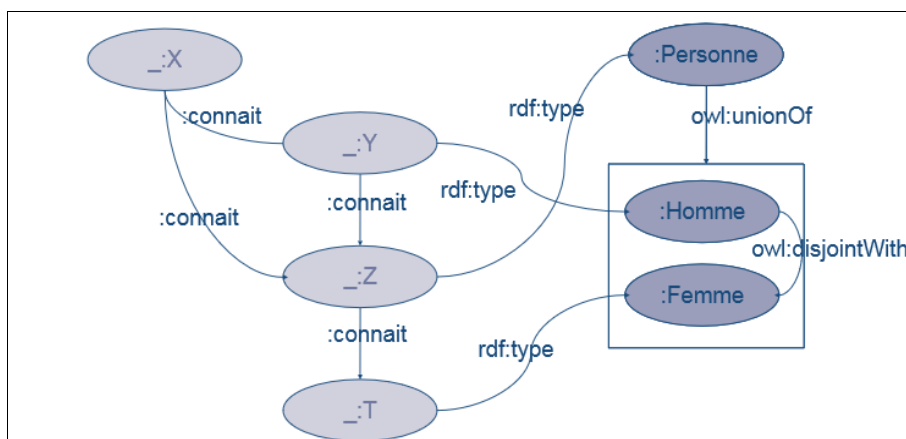 _:X
:Personne
:connait
rdf:type
owl:unionOf
_:Y
rdf:type
:Homme
:connait
:connait
owl:disjointWith
_:Z
:Femme
:connait
rdf:type
_:T